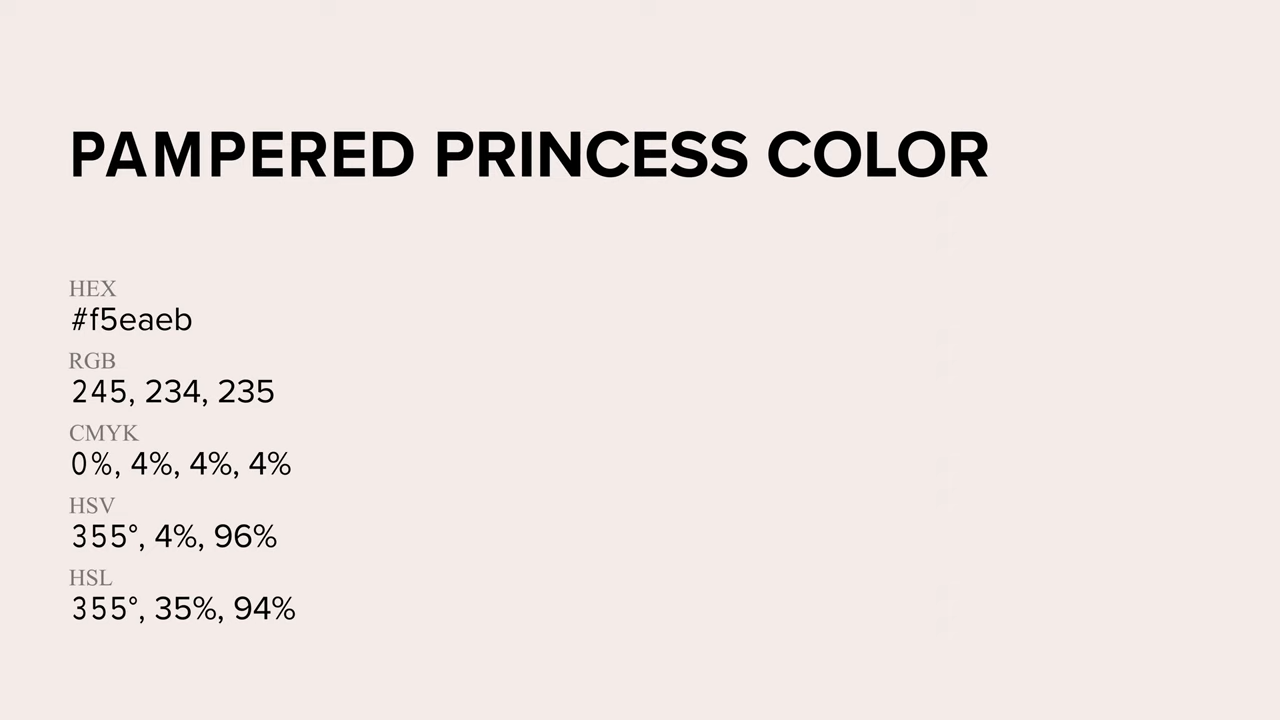 PAMPERED PRINCESS COLOR
HEX
#f5eaeb
RGB
245, 234, 235
CMYK
0%, 4%, 4%, 4%
HSV
355°, 4%, 96%
HSL
355°, 35%, 94%